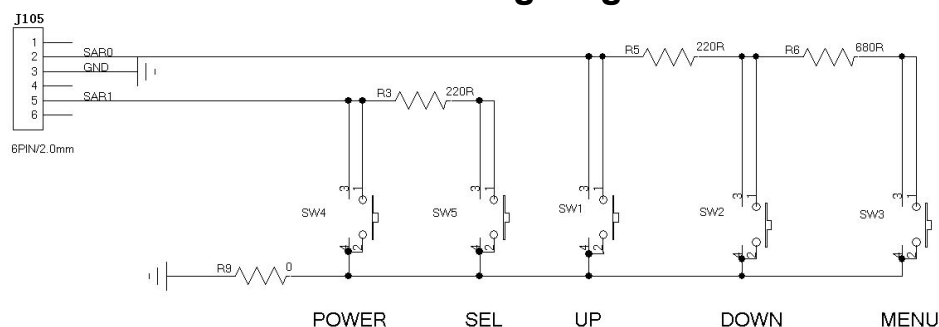 J105
1
2 SAR0
3 GND
4
5 SAR1
6
6PIN/2.0mm
R5 220R
R6 680R
R3 220R
3 1
4 2
SW4
3 1
4 2
SW5
3 1
4 2
SW1
3 1
4 2
SW2
3 1
4 2
SW3
R9 0
POWER SEL UP DOWN MENU